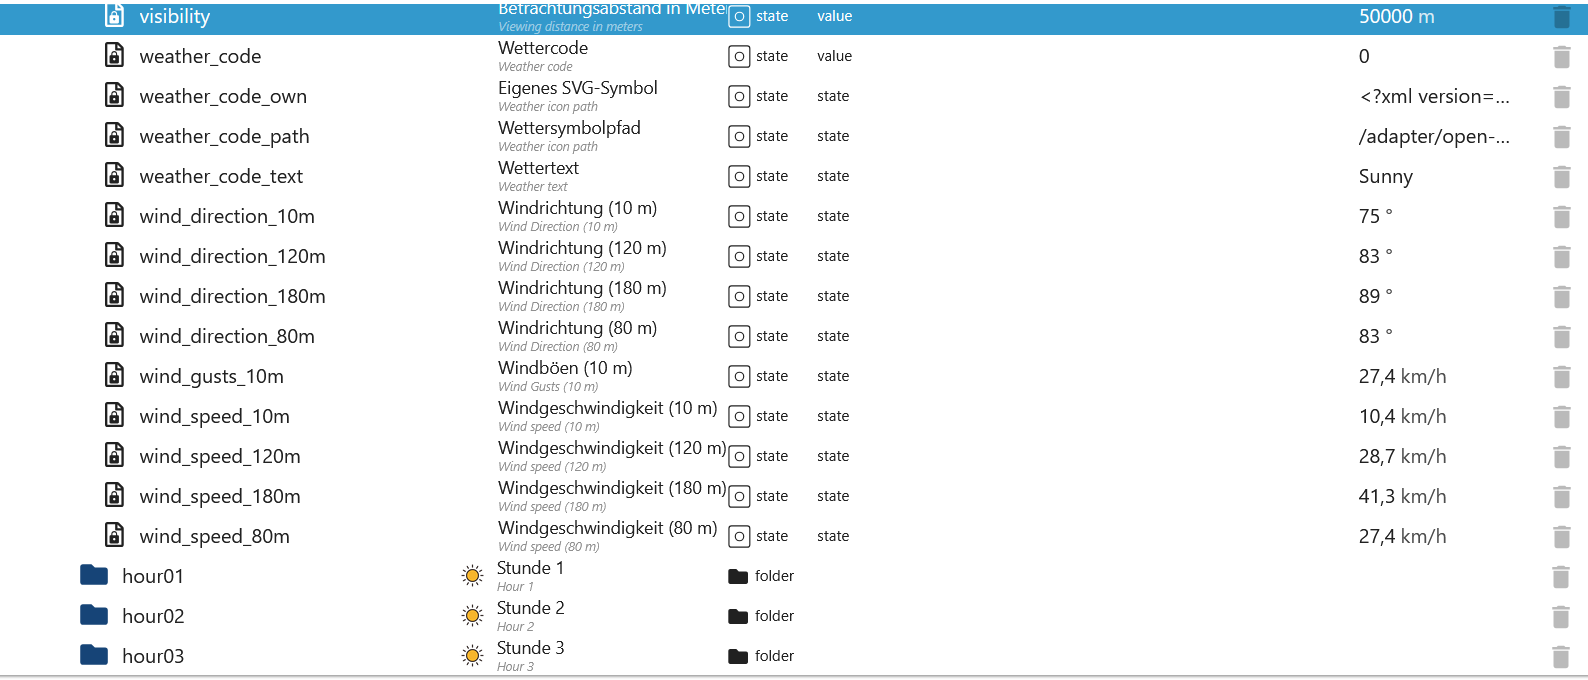 visibility Betrachtungsabstand in Mete state value 50000 m
Viewing distance in meters
weather_code Wettercode state value 0
Weather code
weather_code_own Eigenes SVG-Symbol state state <?xml version=...
Weather icon path
weather_code_path Wettersymbolpfad state state /adapter/open-...
Weather icon path
weather_code_text Wettertext state state Sunny
Weather text
wind_direction_10m Windrichtung (10 m) state state 75 °
Wind Direction (10 m)
wind_direction_120m Windrichtung (120 m) state state 83 °
Wind Direction (120 m)
wind_direction_180m Windrichtung (180 m) state state 89 °
Wind Direction (180 m)
wind_direction_80m Windrichtung (80 m) state state 83 °
Wind Direction (80 m)
wind_gusts_10m Windböen (10 m) state state 27,4 km/h
Wind Gusts (10 m)
wind_speed_10m Windgeschwindigkeit (10 m) state state 10,4 km/h
Wind speed (10 m)
wind_speed_120m Windgeschwindigkeit (120 m) state state 28,7 km/h
Wind speed (120 m)
wind_speed_180m Windgeschwindigkeit (180 m) state state 41,3 km/h
Wind speed (180 m)
wind_speed_80m Windgeschwindigkeit (80 m) state state 27,4 km/h
Wind speed (80 m)
hour01 Stunde 1 folder
Hour 1
hour02 Stunde 2 folder
Hour 2
hour03 Stunde 3 folder
Hour 3